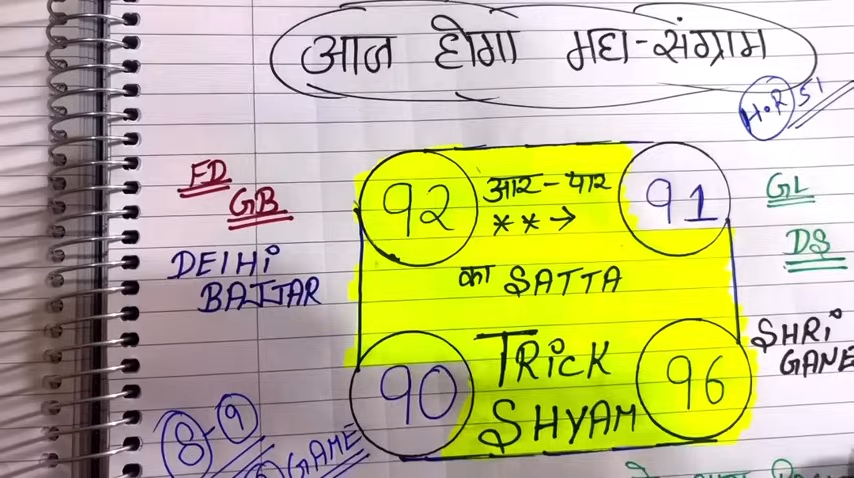 आज होगा महा-संग्राम
H.R 51
FD
GB
DElHi
BAJJAR
92
आर-पार
**→
91
GL
DS
का SATTA
90
TRiCK
SHYAM
96
SHRi
GANE
8-9
GAME